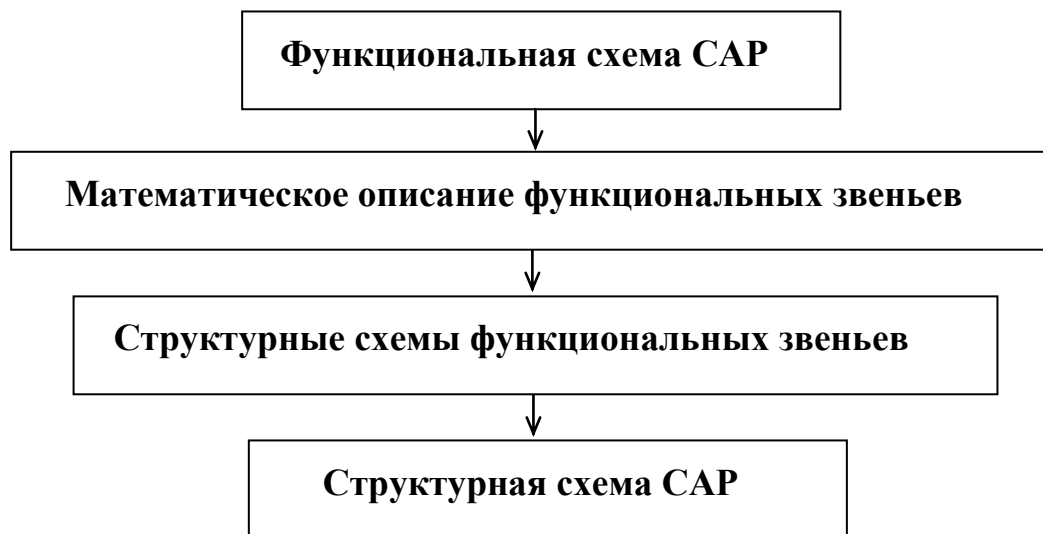 Функциональная схема САР
Математическое описание функциональных звеньев
Структурные схемы функциональных звеньев
Структурная схема САР